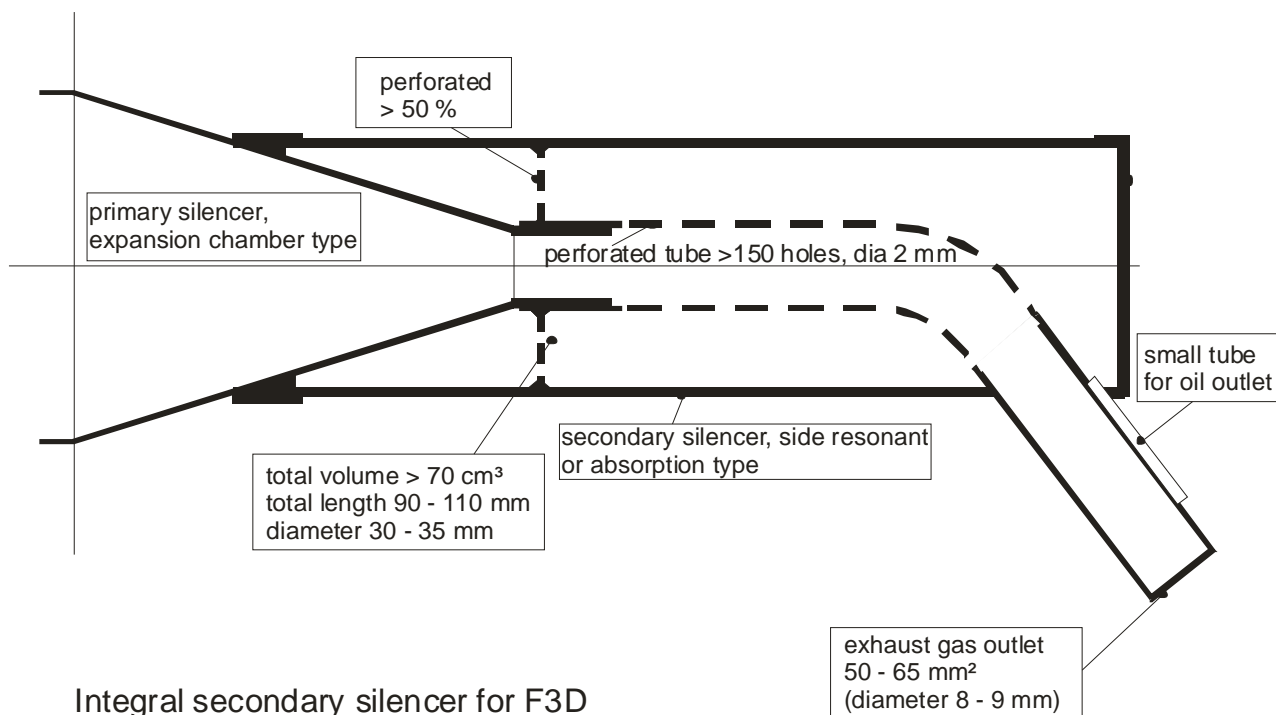 perforated
> 50 %
primary silencer,
expansion chamber type
perforated tube >150 holes, dia 2 mm
small tube
for oil outlet
secondary silencer, side resonant
or absorption type
total volume > 70 cm³
total length 90 - 110 mm
diameter 30 - 35 mm
exhaust gas outlet
50 - 65 mm²
(diameter 8 - 9 mm)
Integral secondary silencer for F3D